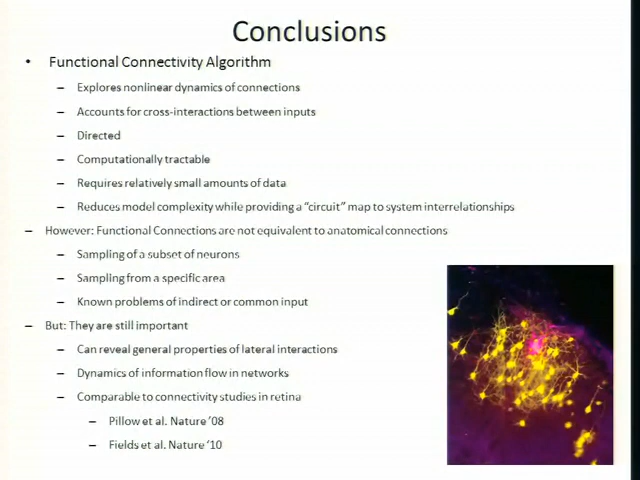 Conclusions
• Functional Connectivity Algorithm
– Explores nonlinear dynamics of connections
– Accounts for cross-interactions between inputs
– Directed
– Computationally tractable
– Requires relatively small amounts of data
– Reduces model complexity while providing a “circuit” map to system interrelationships
– However: Functional Connections are not equivalent to anatomical connections
– Sampling of a subset of neurons
– Sampling from a specific area
– Known problems of indirect or common input
– But: They are still important
– Can reveal general properties of lateral interactions
– Dynamics of information flow in networks
– Comparable to connectivity studies in retina
– Pillow et al. Nature ’08
– Fields et al. Nature ‘10